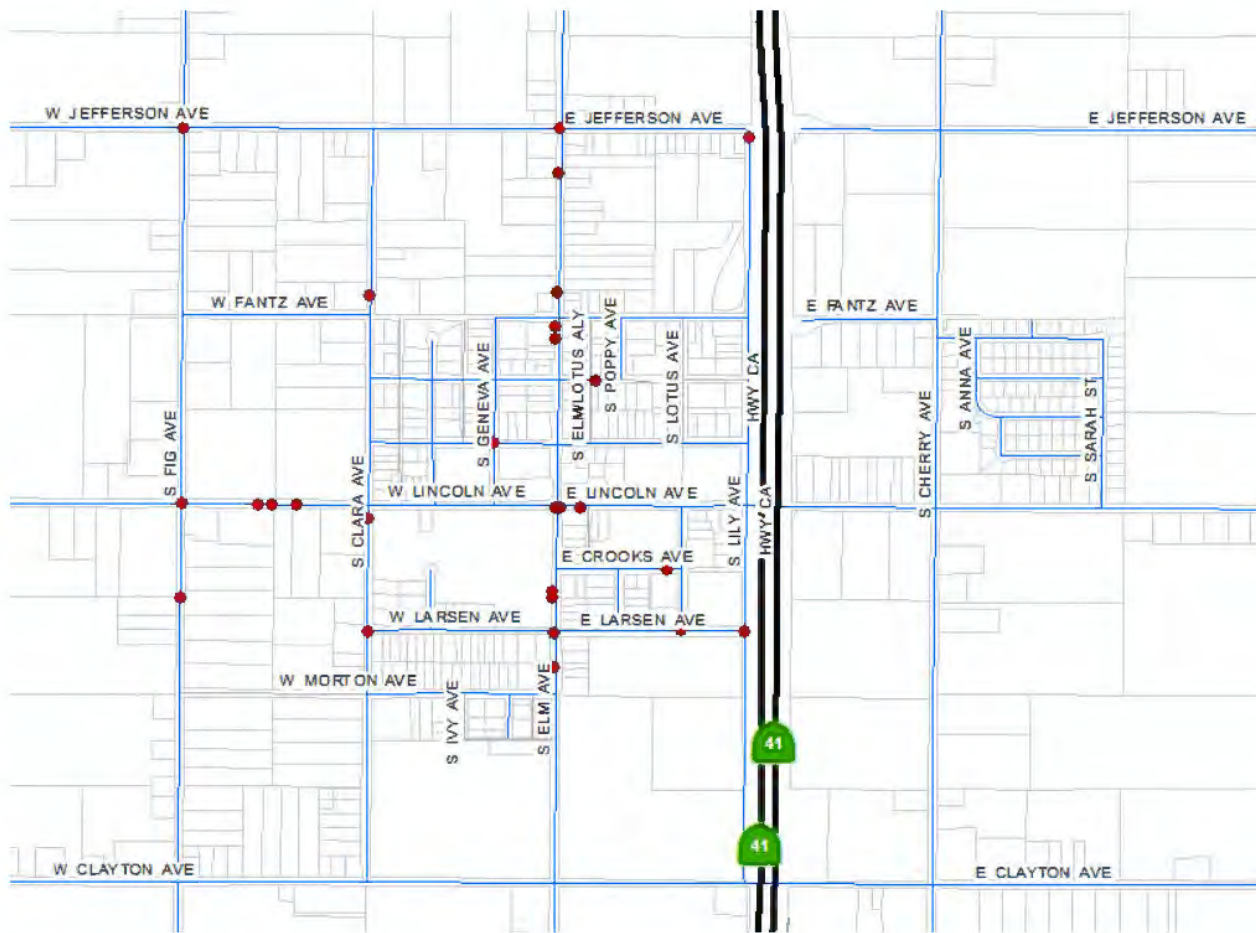 W JEFFERSON AVE
E JEFFERSON AVE
E JEFFERSON AVE
W FANTZ AVE
E FANTZ AVE
S ELM
LOTUS ALY
S POPPY AVE
S GENEVA AVE
S LOTUS AVE
HWY CA
S ANNA AVE
S SARAH ST
S CHERRY AVE
S FIG AVE
S CLARA AVE
W LINCOLN AVE
E LINCOLN AVE
S LILY AVE
HWY CA
E CROOKS AVE
W LARSEN AVE
E LARSEN AVE
W MORTON AVE
S IVY AVE
S ELM AVE
41
41
W CLAYTON AVE
E CLAYTON AVE